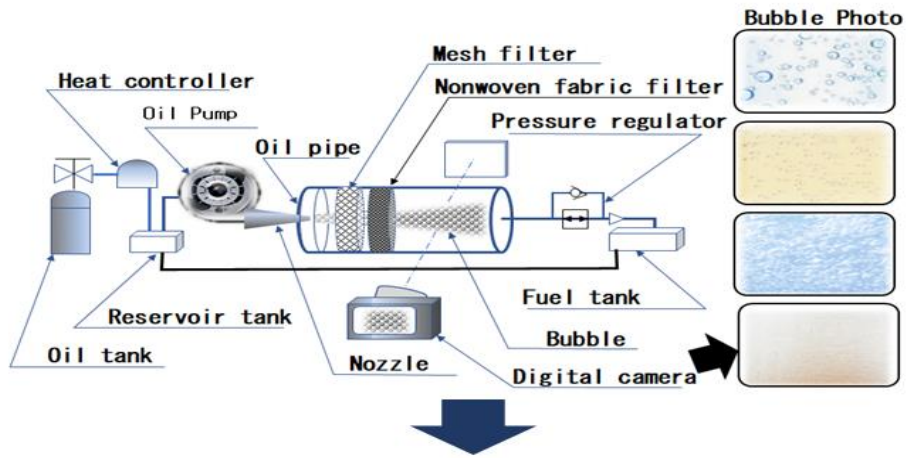 Bubble Photo
Mesh filter
Heat controller
Nonwoven fabric filter
Oil Pump
Pressure regulator
Oil pipe
Fuel tank
Reservoir tank
Bubble
Oil tank
Nozzle
Digital camera